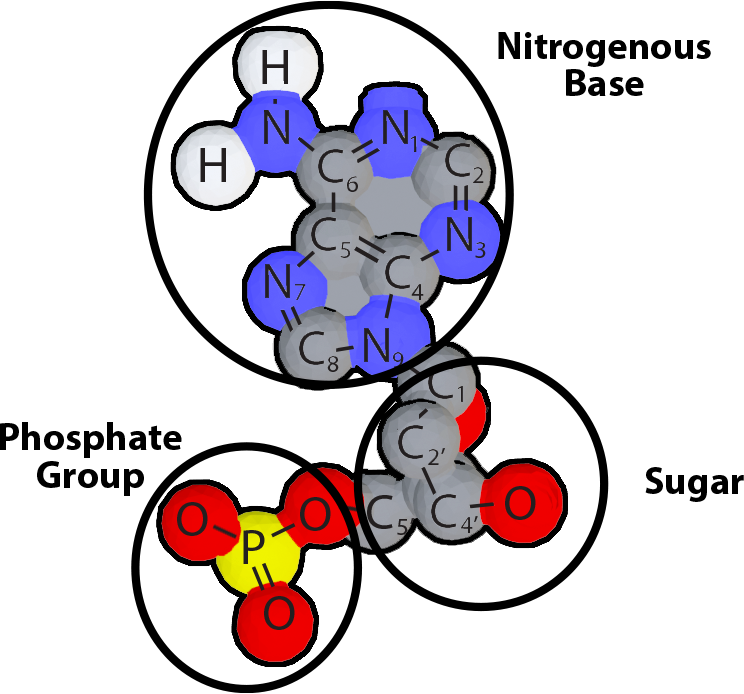 Nitrogenous
Base
H
N
N1
H
C6
C2
C5
N3
N7
C4
C8
N9
C1
Phosphate
Group
C2'
Sugar
O
O
C5
C4'
O
P
O